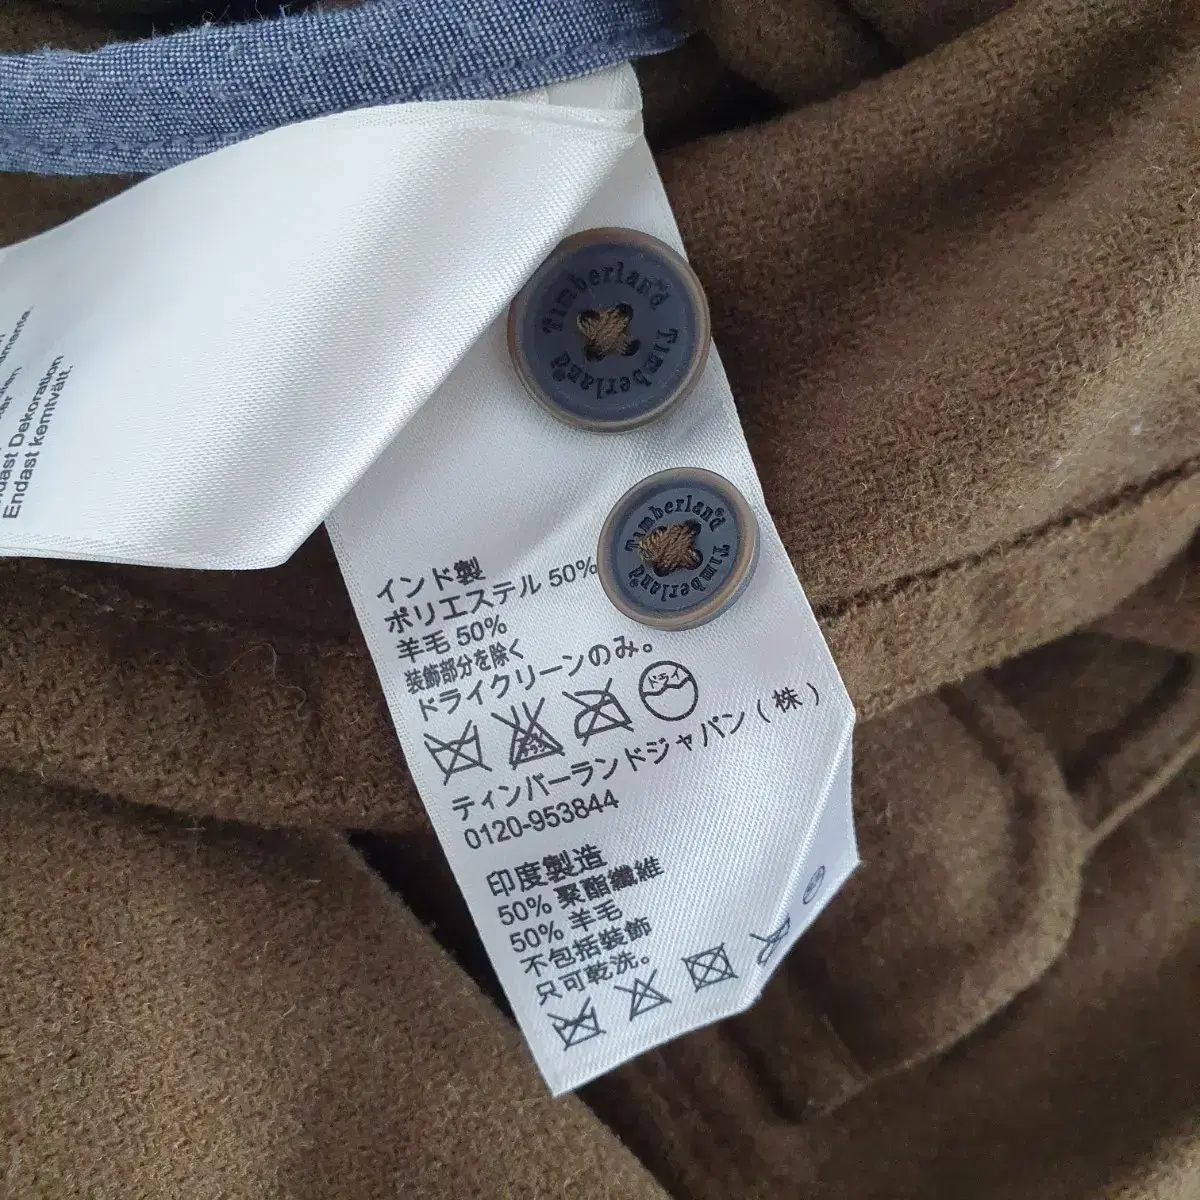 Timberland® Timberland®
Timberland® Timberland®
Endast Dekoration
Endast kemtvätt.
インド製
ポリエステル 50%
羊毛 50%
装飾部分を除く
ドライクリーンのみ。
ドライ
ティンバーランドジャパン(株)
0120-953844
印度製造
50% 聚酯纖維
50% 羊毛
不包括裝飾
只可乾洗。